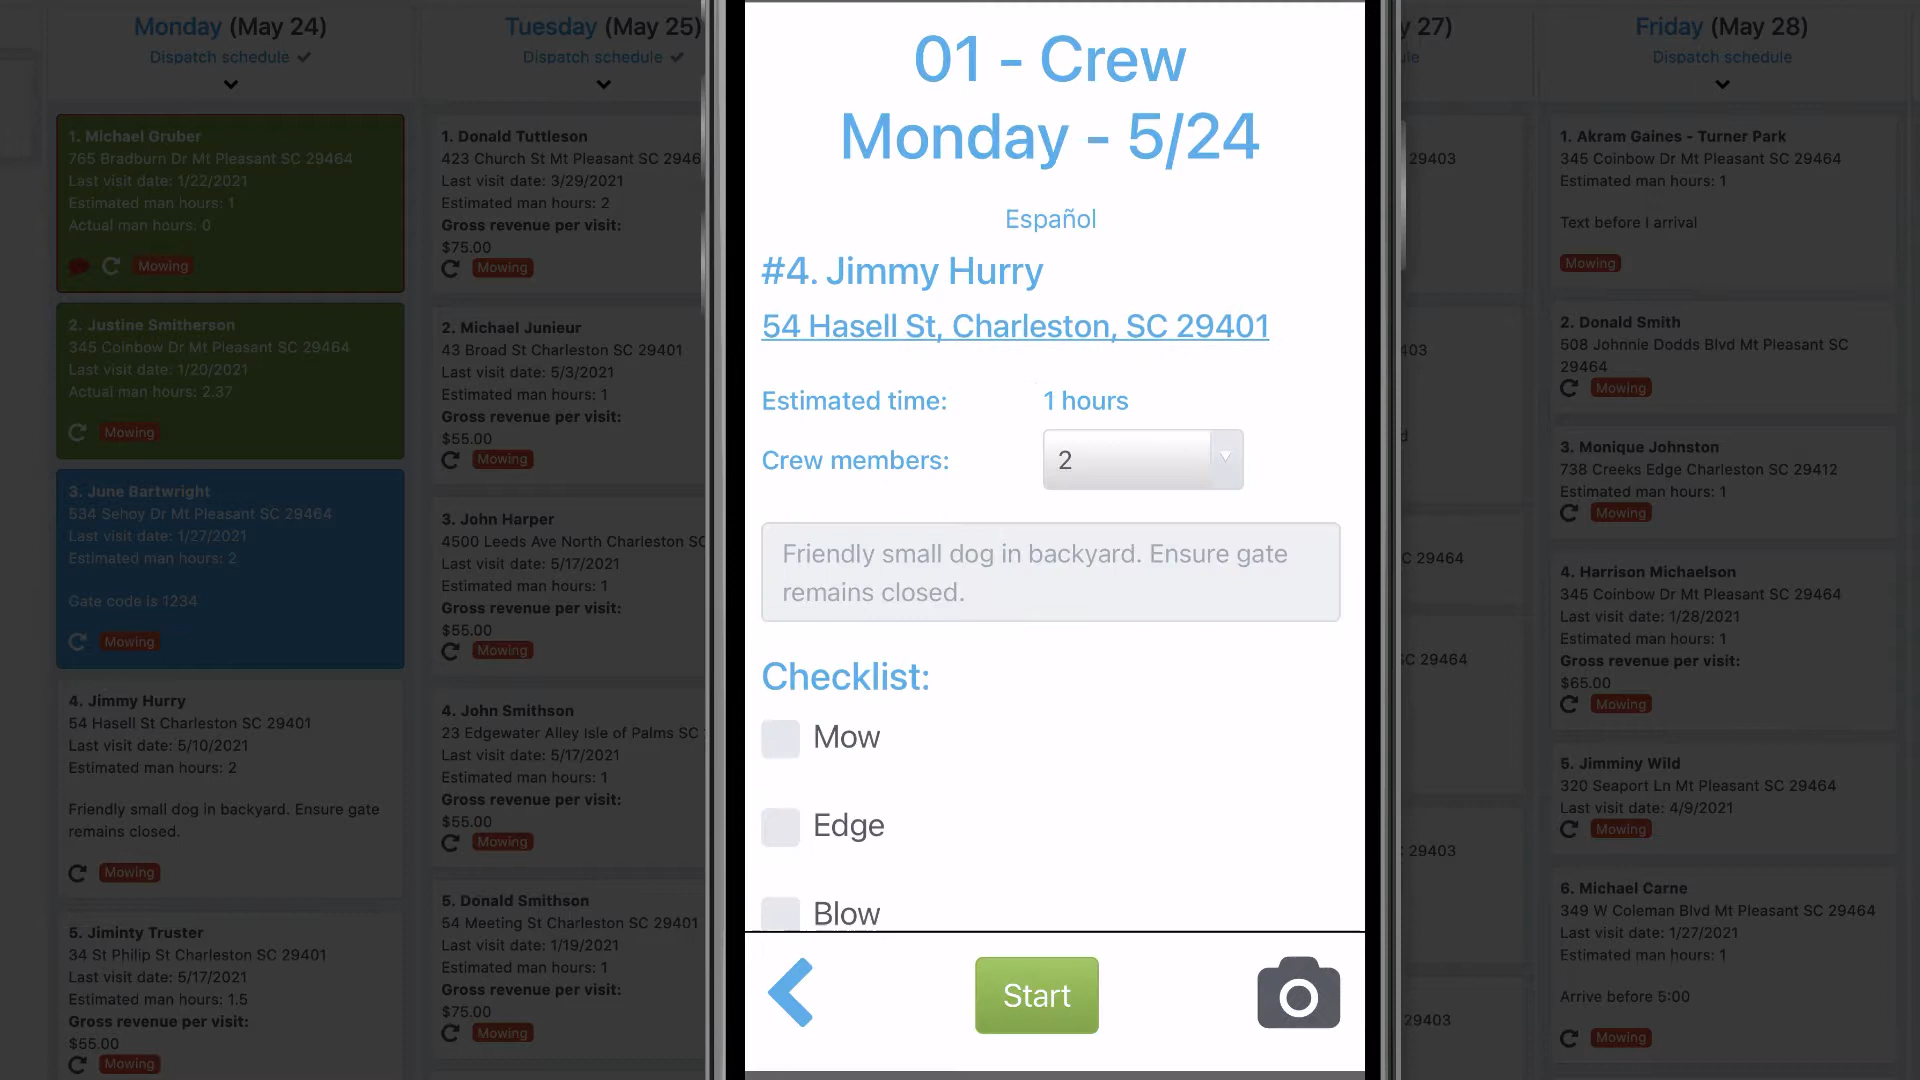 Monday (May 24)
Dispatch schedule
1. Michael Gruber
765 Bradburn Dr Mt Pleasant SC 29464
Last visit date: 1/22/2021
Estimated man hours: 1
Actual man hours: 0
Mowing
2. Justine Smitherson
345 Coinbow Dr Mt Pleasant SC 29464
Last visit date: 1/20/2021
Actual man hours: 2.37
Mowing
3. June Bartwright
534 Sehoy Dr Mt Pleasant SC 29464
Last visit date: 1/27/2021
Estimated man hours: 2
Gate code is 1234
Mowing
4. Jimmy Hurry
54 Hasell St Charleston SC 29401
Last visit date: 5/10/2021
Estimated man hours: 2
Friendly small dog in backyard. Ensure gate
remains closed.
Mowing
5. Jiminty Truster
34 St Philip St Charleston SC 29401
Last visit date: 5/17/2021
Estimated man hours: 1.5
Gross revenue per visit:
$55.00
Mowing
Tuesday (May 25)
Dispatch schedule
1. Donald Tuttleson
423 Church St Mt Pleasant SC 2946
Last visit date: 3/29/2021
Estimated man hours: 2
Gross revenue per visit:
$75.00
Mowing
2. Michael Junieur
43 Broad St Charleston SC 29401
Last visit date: 5/3/2021
Estimated man hours: 1
Gross revenue per visit:
$55.00
Mowing
3. John Harper
4500 Leeds Ave North Charleston SC
Last visit date: 5/17/2021
Estimated man hours: 1
Gross revenue per visit:
$55.00
Mowing
4. John Smithson
23 Edgewater Alley Isle of Palms SC
Last visit date: 5/17/2021
Estimated man hours: 1
Gross revenue per visit:
$55.00
Mowing
5. Donald Smithson
54 Meeting St Charleston SC 29401
Last visit date: 1/19/2021
Estimated man hours: 1
Gross revenue per visit:
$75.00
Mowing
01 - Crew
Monday - 5/24
Español
#4. Jimmy Hurry
54 Hasell St, Charleston, SC 29401
Estimated time: 1 hours
Crew members: 2
Friendly small dog in backyard. Ensure gate
remains closed.
Checklist:
Mow
Edge
Blow
Start
y 27)
le
29403
403
d
C 29464
SC 29464
29403
29403
Friday (May 28)
Dispatch schedule
1. Akram Gaines - Turner Park
345 Coinbow Dr Mt Pleasant SC 29464
Estimated man hours: 1
Text before I arrival
Mowing
2. Donald Smith
508 Johnnie Dodds Blvd Mt Pleasant SC
29464
Mowing
3. Monique Johnston
738 Creeks Edge Charleston SC 29412
Estimated man hours: 1
Mowing
4. Harrison Michaelson
345 Coinbow Dr Mt Pleasant SC 29464
Last visit date: 1/28/2021
Estimated man hours: 1
Gross revenue per visit:
$65.00
Mowing
5. Jimminy Wild
320 Seaport Ln Mt Pleasant SC 29464
Last visit date: 4/9/2021
Mowing
6. Michael Carne
349 W Coleman Blvd Mt Pleasant SC 29464
Last visit date: 1/27/2021
Estimated man hours: 1
Arrive before 5:00
Mowing